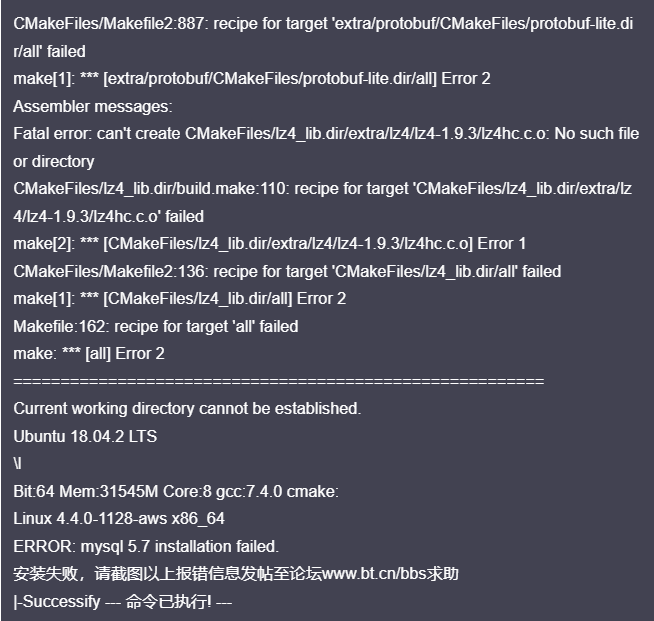 CMakeFiles/Makefile2:887: recipe for target 'extra/protobuf/CMakeFiles/protobuf-lite.di
r/all' failed
make[1]: *** [extra/protobuf/CMakeFiles/protobuf-lite.dir/all] Error 2
Assembler messages:
Fatal error: can't create CMakeFiles/lz4_lib.dir/extra/lz4/lz4-1.9.3/lz4hc.c.o: No such file
or directory
CMakeFiles/lz4_lib.dir/build.make:110: recipe for target 'CMakeFiles/lz4_lib.dir/extra/lz
4/lz4-1.9.3/lz4hc.c.o' failed
make[2]: *** [CMakeFiles/lz4_lib.dir/extra/lz4/lz4-1.9.3/lz4hc.c.o] Error 1
CMakeFiles/Makefile2:136: recipe for target 'CMakeFiles/lz4_lib.dir/all' failed
make[1]: *** [CMakeFiles/lz4_lib.dir/all] Error 2
Makefile:162: recipe for target 'all' failed
make: *** [all] Error 2
========================================================
Current working directory cannot be established.
Ubuntu 18.04.2 LTS
\l
Bit:64 Mem:31545M Core:8 gcc:7.4.0 cmake:
Linux 4.4.0-1128-aws x86_64
ERROR: mysql 5.7 installation failed.
安装失败，请截图以上报错信息发帖至论坛www.bt.cn/bbs求助
|-Successify --- 命令已执行! ---